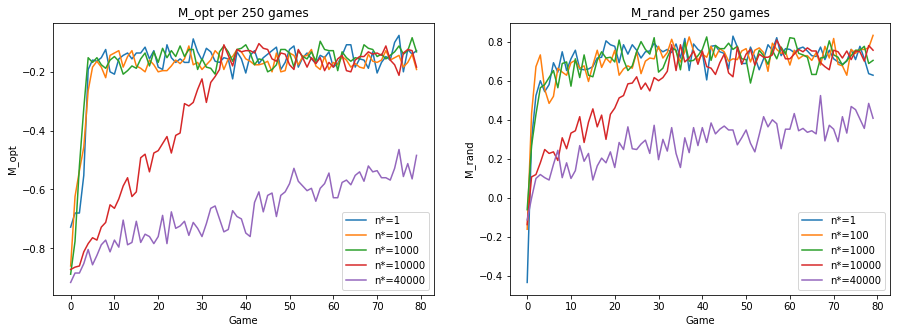 M_opt per 250 games
M_opt
−0.2
−0.4
−0.6
−0.8
0 10 20 30 40 50 60 70 80
Game
n*=1
n*=100
n*=1000
n*=10000
n*=40000
M_rand per 250 games
M_rand
0.8
0.6
0.4
0.2
0.0
−0.2
−0.4
0 10 20 30 40 50 60 70 80
Game
n*=1
n*=100
n*=1000
n*=10000
n*=40000